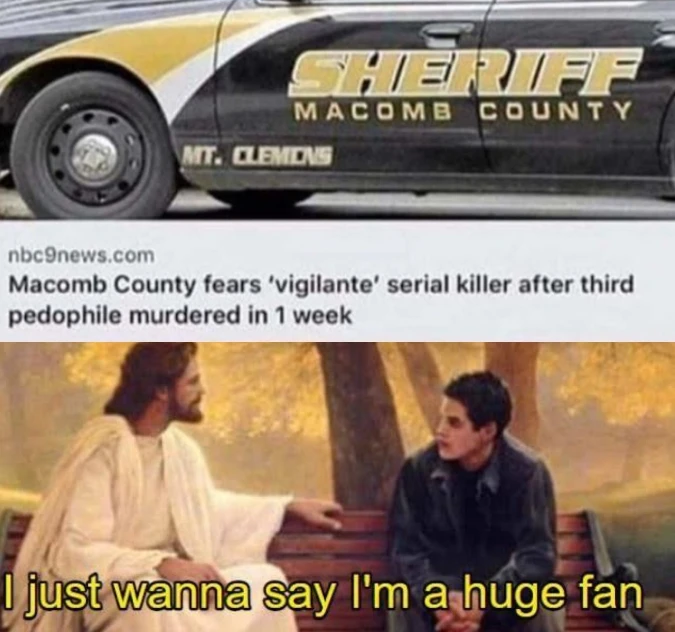 SHERIFF
MACOMB COUNTY
MT. CLEMENS
nbc9news.com
Macomb County fears 'vigilante' serial killer after third
pedophile murdered in 1 week
I just wanna say I'm a huge fan